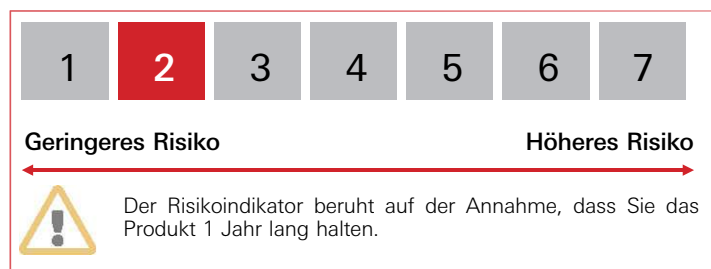 1 2 3 4 5 6 7
Geringeres Risiko Höheres Risiko
Der Risikoindikator beruht auf der Annahme, dass Sie das
Produkt 1 Jahr lang halten.